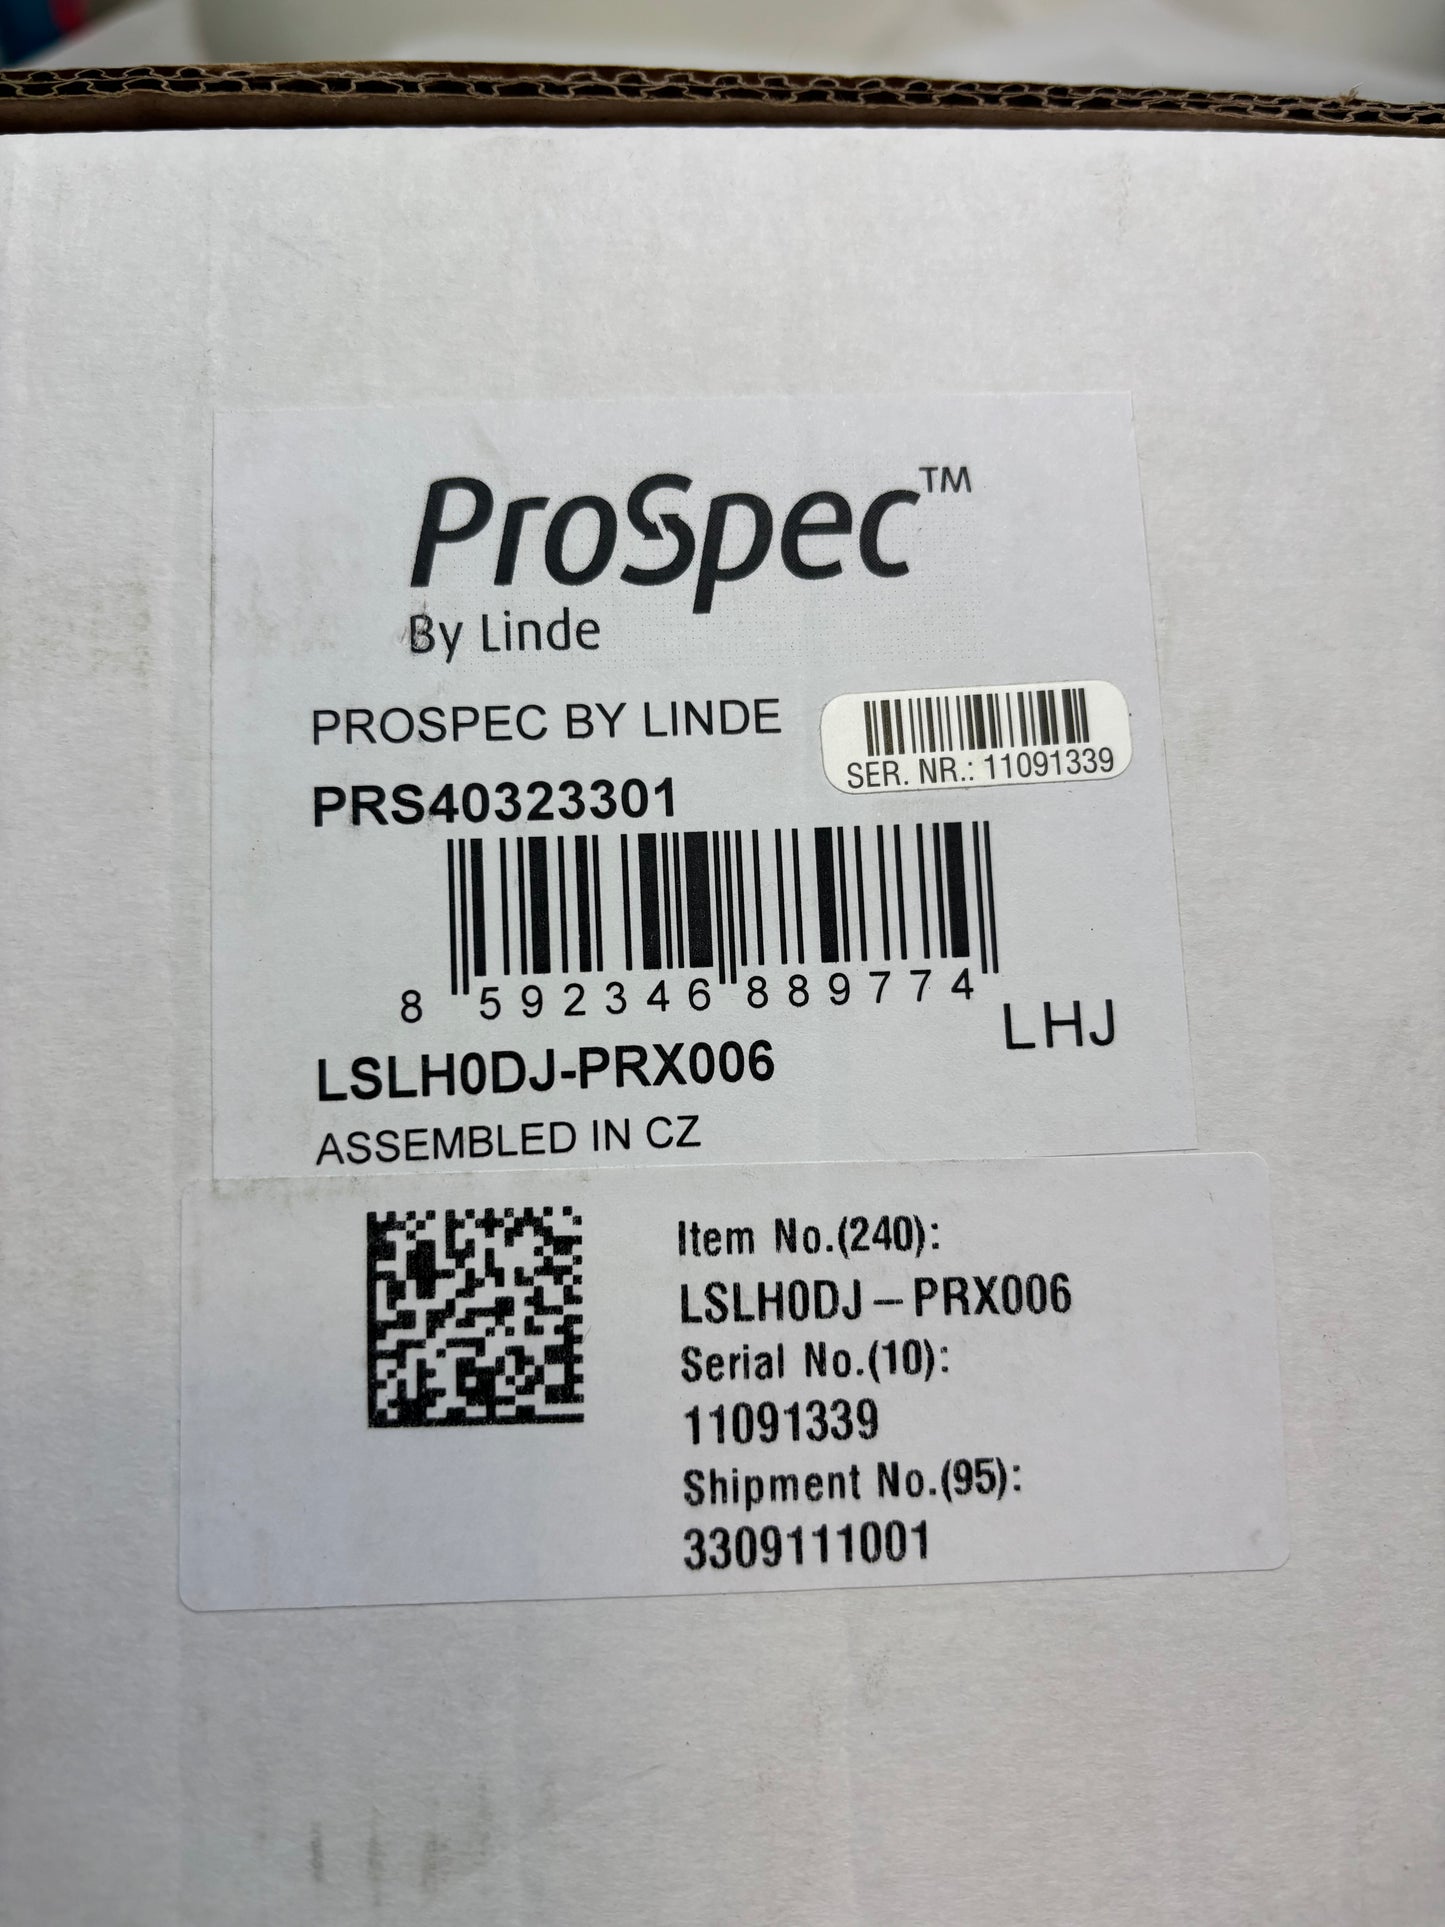 ProSpec™
By Linde
PROSPEC BY LINDE
SER. NR.: 11091339
PRS40323301
8 592346 889774
LHJ
LSLH0DJ-PRX006
ASSEMBLED IN CZ
Item No.(240):
LSLH0DJ–PRX006
Serial No.(10):
11091339
Shipment No.(95):
3309111001